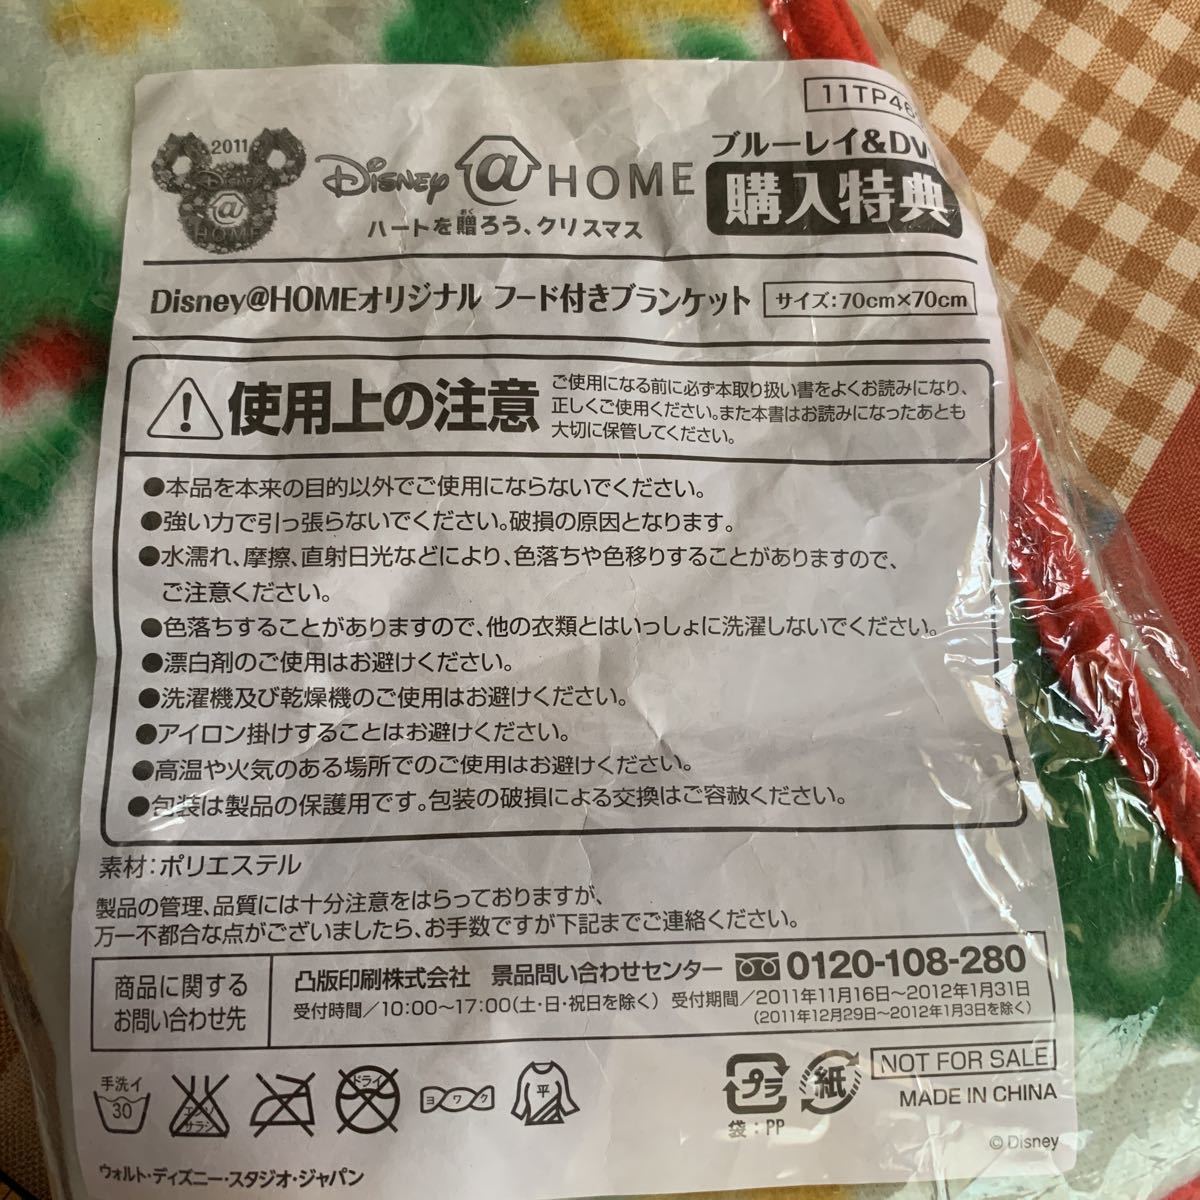 2011
Disney
@
HOME
Disney @ HOME
ハートを贈ろう、クリスマス
おく
ブルーレイ&DV
購入特典
Disney@HOMEオリジナル フード付きブランケット
サイズ:70cm×70cm
使用上の注意
ご使用になる前に必ず本取り扱い書をよくお読みになり、
正しくご使用ください。また本書はお読みになったあとも
大切に保管してください。
●本品を本来の目的以外でご使用にならないでください。
●強い力で引っ張らないでください。破損の原因となります。
●水濡れ、摩擦、直射日光などにより、色落ちや色移りすることがありますので、
ご注意ください。
●色落ちすることがありますので、他の衣類とはいっしょに洗濯しないでください。
●漂白剤のご使用はお避けください。
●洗濯機及び乾燥機のご使用はお避けください。
●アイロン掛けすることはお避けください。
●高温や火気のある場所でのご使用はお避けください。
●包装は製品の保護用です。包装の破損による交換はご容赦ください。
素材:ポリエステル
製品の管理、品質には十分注意をはらっておりますが、
万一不都合な点がございましたら、お手数ですが下記までご連絡ください。
商品に関する
お問い合わせ先
凸版印刷株式会社 景品問い合わせセンター 0120-108-280
受付時間/10:00〜17:00(土・日・祝日を除く) 受付期間/2011年11月16日〜2012年1月31日
(2011年12月29日〜2012年1月3日を除く)
手洗イ
30
エンソ
サラシ
ドライ
ヨワク
平
プラ
紙
袋:PP
NOT FOR SALE
MADE IN CHINA
© Disney
ウォルト・ディズニー・スタジオ・ジャパン